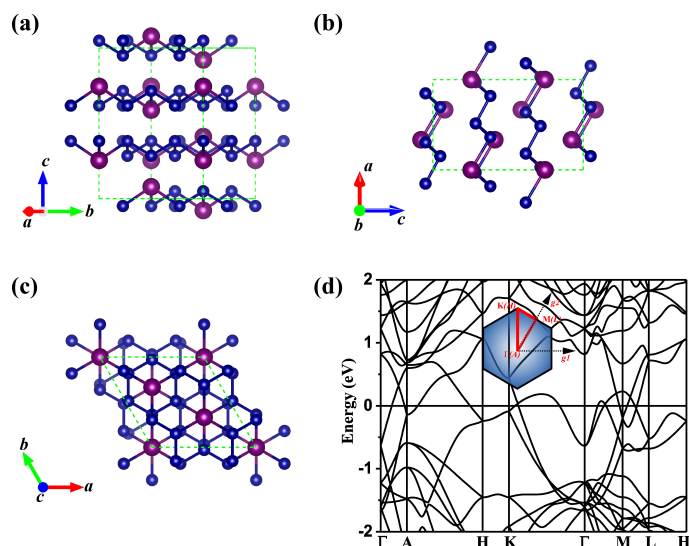 (a)
c
a
b
(b)
a
b
c
(c)
b
c
a
(d)
Energy (eV)
2
1
0
-1
-2
K(H)
g2
M(L)
Γ(A)
g1
Γ A H K Γ M L H